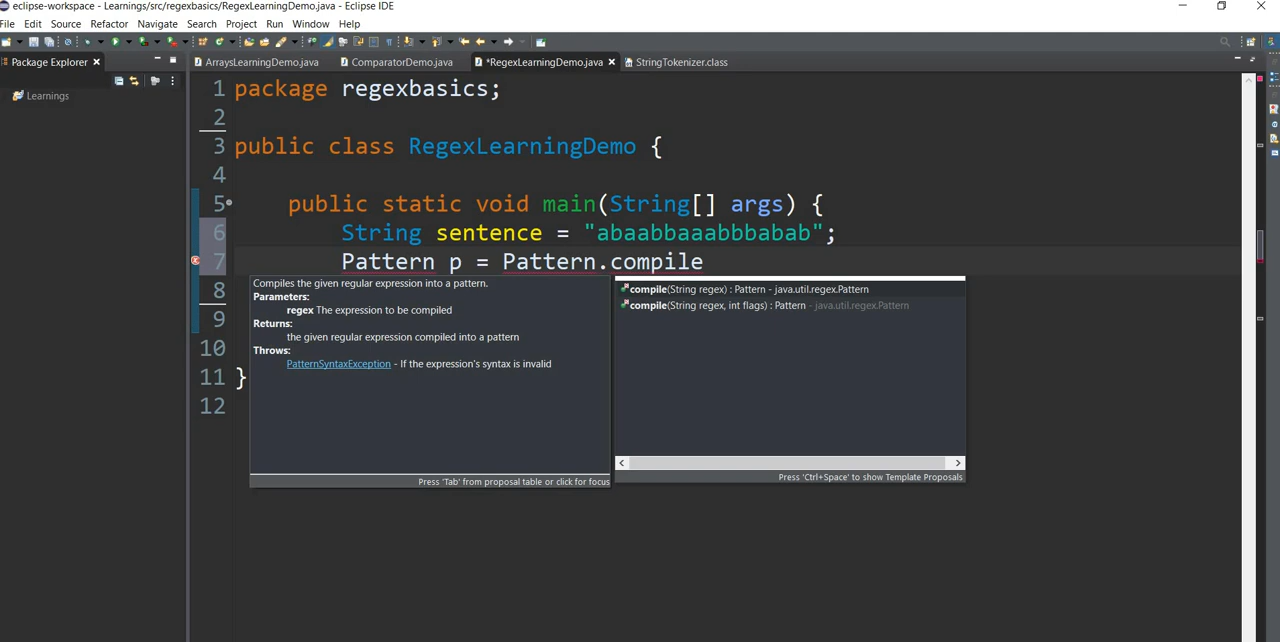 eclipse-workspace - Learnings/src/regexbasics/RegexLearningDemo.java - Eclipse IDE
File Edit Source Refactor Navigate Search Project Run Window Help
Package Explorer
ArraysLearningDemo.java ComparatorDemo.java *RegexLearningDemo.java StringTokenizer.class
Learnings
1 package regexbasics;
2
3 public class RegexLearningDemo {
4
5 public static void main(String[] args) {
6 String sentence = "abaabbaaabbbabab";
7 Pattern p = Pattern.compile
8
9
10
11 }
12
Compiles the given regular expression into a pattern.
Parameters:
regex The expression to be compiled
Returns:
the given regular expression compiled into a pattern
Throws:
PatternSyntaxException - If the expression's syntax is invalid
Press 'Tab' from proposal table or click for focus
compile(String regex) : Pattern - java.util.regex.Pattern
compile(String regex, int flags) : Pattern - java.util.regex.Pattern
Press 'Ctrl+Space' to show Template Proposals